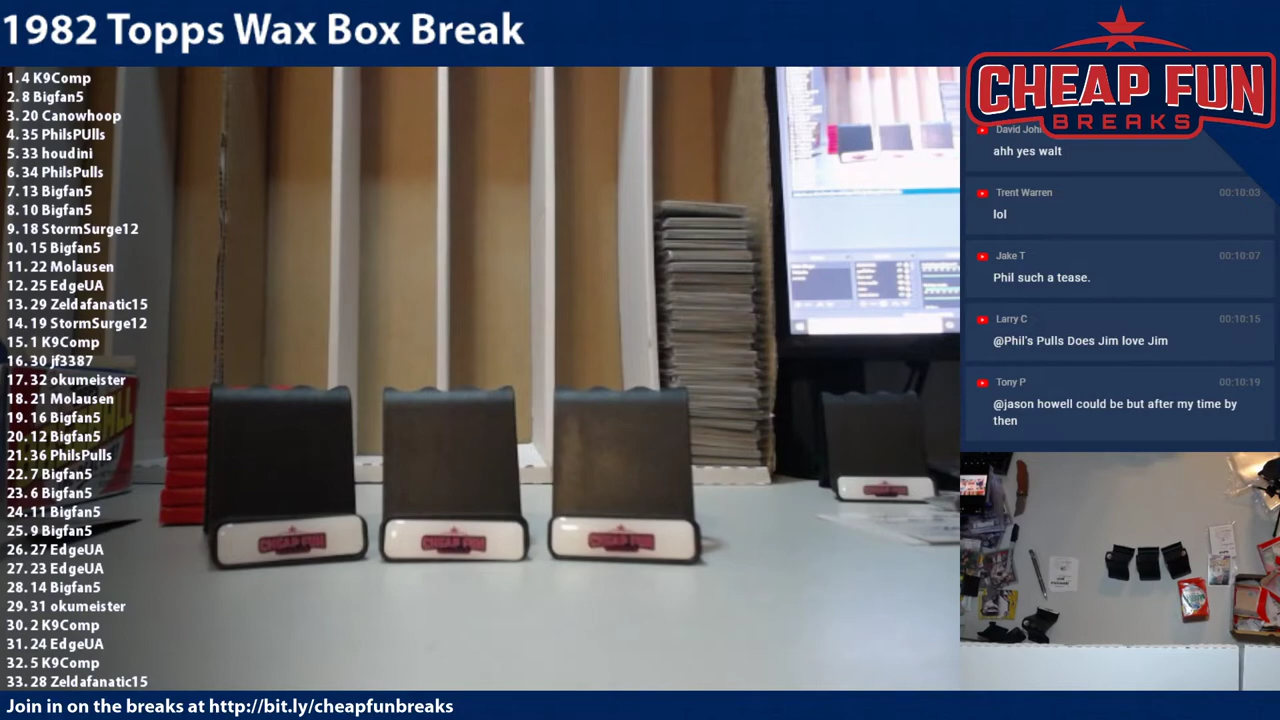 1982 Topps Wax Box Break
1. 4 K9Comp
2. 8 Bigfan5
3. 20 Canowhoop
4. 35 PhilsPUlls
5. 33 houdini
6. 34 PhilsPulls
7. 13 Bigfan5
8. 10 Bigfan5
9. 18 StormSurge12
10. 15 Bigfan5
11. 22 Molausen
12. 25 EdgeUA
13. 29 Zeldafanatic15
14. 19 StormSurge12
15. 1 K9Comp
16. 30 jf3387
17. 32 okumeister
18. 21 Molausen
19. 16 Bigfan5
20. 12 Bigfan5
21. 36 PhilsPulls
22. 7 Bigfan5
23. 6 Bigfan5
24. 11 Bigfan5
25. 9 Bigfan5
26. 27 EdgeUA
27. 23 EdgeUA
28. 14 Bigfan5
29. 31 okumeister
30. 2 K9Comp
31. 24 EdgeUA
32. 5 K9Comp
33. 28 Zeldafanatic15
CHEAP FUN
CHEAP FUN
CHEAP FUN
CHEAP FUN
BREAKS
David
ahh yes walt
Trent Warren 00:10:03
lol
Jake T 00:10:07
Phil such a tease.
Larry C 00:10:15
@Phil's Pulls Does Jim love Jim
Tony P 00:10:19
@jason howell could be but after my time by
then
Join in on the breaks at http://bit.ly/cheapfunbreaks